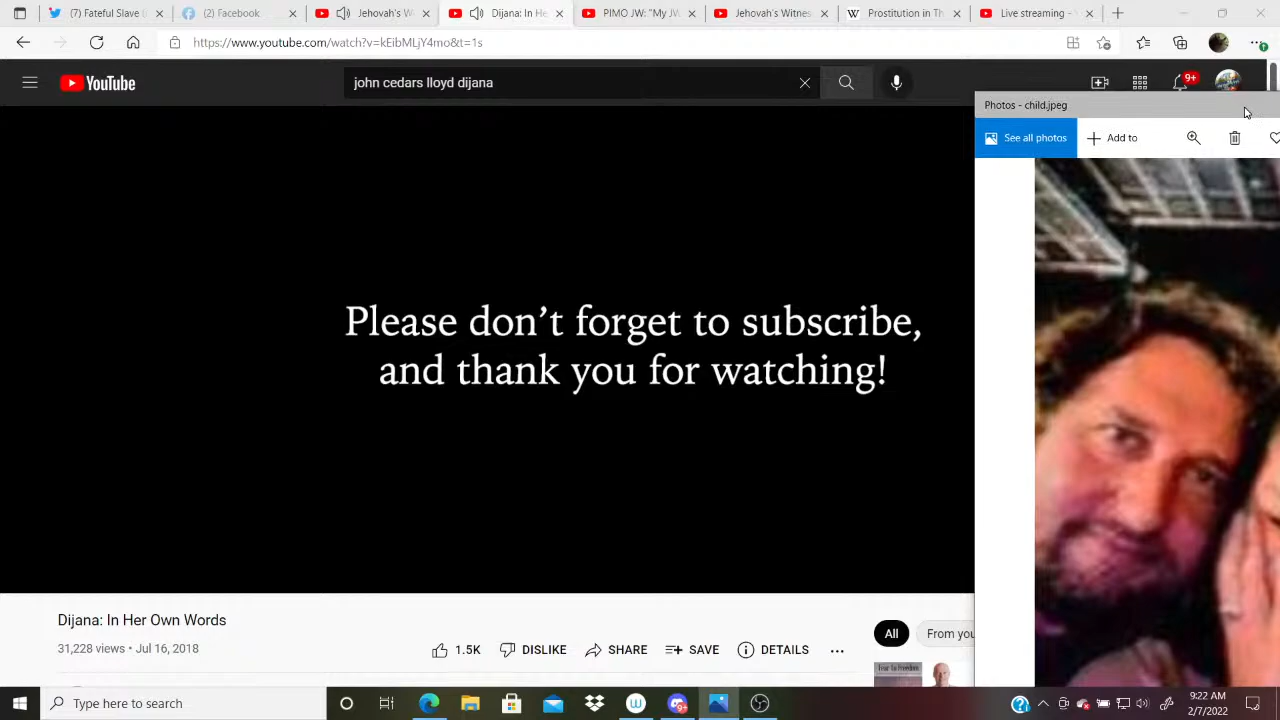 (7) Fateful Slave (
(2) Facebook
Jehovah's W
Dijana: In He
PIMO JW: "My JW
Jehovah's Witnes
Prostitution in Th
Live streaming - Y
https://www.youtube.com/watch?v=kEibMLjY4mo&t=1s
YouTube
john cedars lloyd dijana
9+
Photos - child.jpeg
See all photos
Add to
Please don't forget to subscribe,
and thank you for watching!
Dijana: In Her Own Words
31,228 views • Jul 16, 2018
1.5K
DISLIKE
SHARE
SAVE
DETAILS
All
From you
Type here to search
9:22 AM
2/7/2022